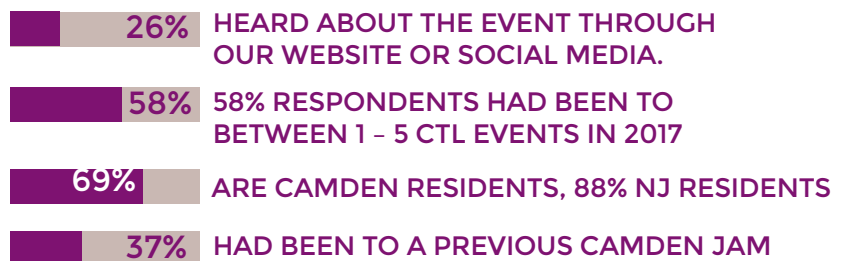 26% HEARD ABOUT THE EVENT THROUGH
OUR WEBSITE OR SOCIAL MEDIA.
58% 58% RESPONDENTS HAD BEEN TO
BETWEEN 1 – 5 CTL EVENTS IN 2017
69% ARE CAMDEN RESIDENTS, 88% NJ RESIDENTS
37% HAD BEEN TO A PREVIOUS CAMDEN JAM